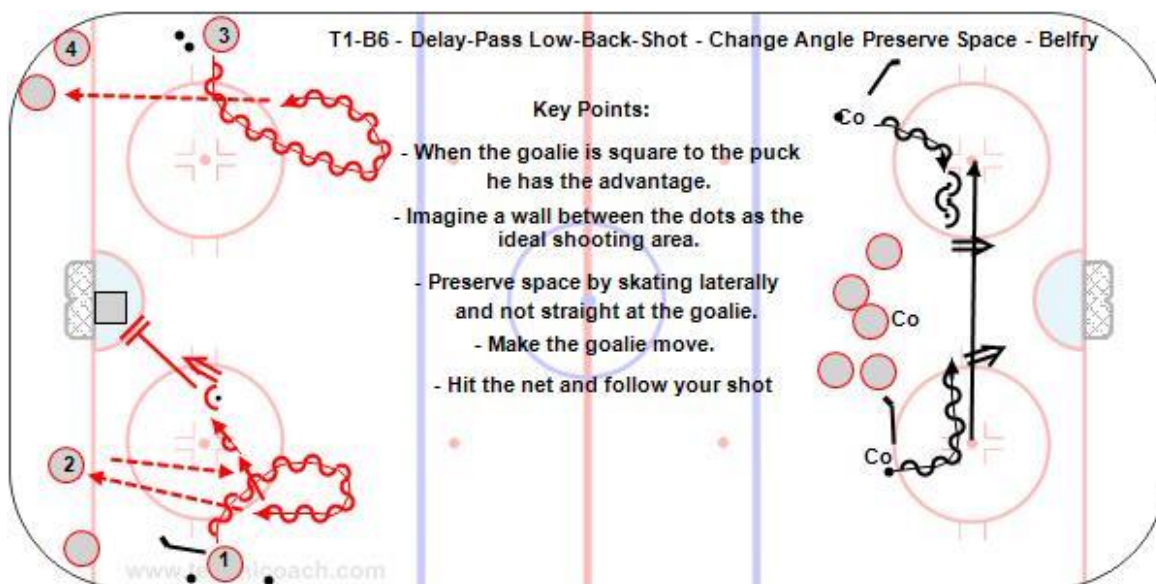 T1-B6 - Delay-Pass Low-Back-Shot - Change Angle Preserve Space - Belfry
4
3
Key Points:
Co
- When the goalie is square to the puck
he has the advantage.
- Imagine a wall between the dots as the
ideal shooting area.
- Preserve space by skating laterally
and not straight at the goalie.
Co
- Make the goalie move.
- Hit the net and follow your shot
2
Co
1